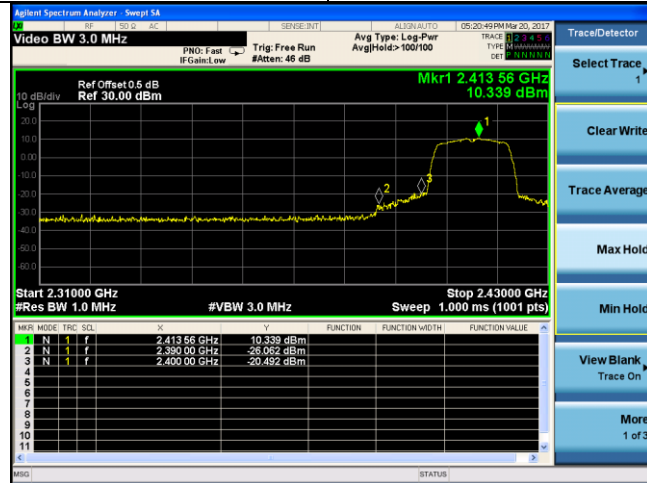 Agilent Spectrum Analyzer - Swept SA
RF 50 Ω AC SENSE:INT ALIGN AUTO 05:20:49 PM Mar 20, 2017
Video BW 3.0 MHz
PNO: Fast
IFGain:Low
Trig: Free Run
#Atten: 46 dB
Avg Type: Log-Pwr
Avg|Hold:>100/100
TRACE 1 2 3 4 5 6
TYPE M
DET P N N N N N
Ref Offset 0.5 dB
10 dB/div Ref 30.00 dBm
Log
Mkr1 2.413 56 GHz
10.339 dBm
20.0
10.0
0.00
-10.0
-20.0
-30.0
-40.0
-50.0
-60.0
1
2
3
Start 2.31000 GHz Stop 2.43000 GHz
#Res BW 1.0 MHz #VBW 3.0 MHz Sweep 1.000 ms (1001 pts)
MKR MODE TRC SCL X Y FUNCTION FUNCTION WIDTH FUNCTION VALUE
1 N 1 f 2.413 56 GHz 10.339 dBm
2 N 1 f 2.390 00 GHz -26.062 dBm
3 N 1 f 2.400 00 GHz -20.492 dBm
4
5
6
7
8
9
10
11
MSG STATUS
Trace/Detector
Select Trace
1
Clear Write
Trace Average
Max Hold
Min Hold
View Blank
Trace On
More
1 of 3